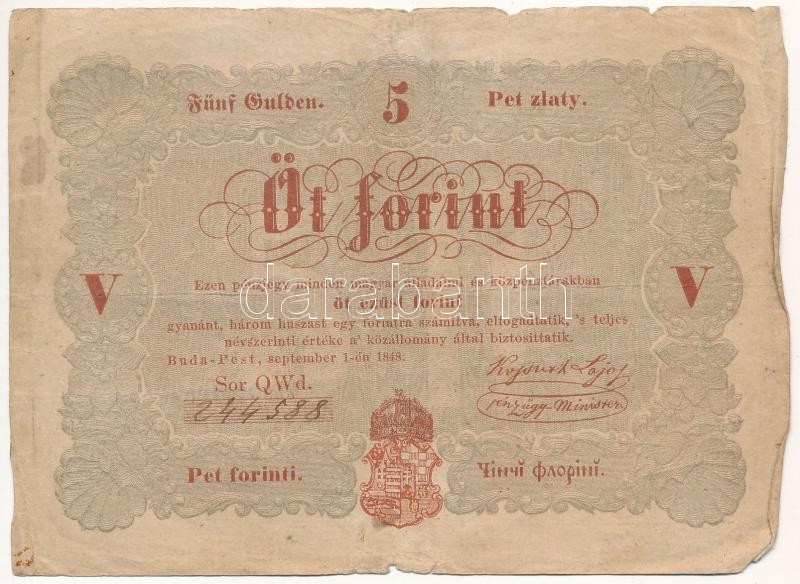 Fünf Gulden. 5 Pet zlaty.
Öt forint
V V
Ezen pénzjegy minden magyar álladalmi és közpénztárakban
öt ezüst forint
gyanánt, három huszast egy forintra számítva, elfogadtatik, 's teljes
névszerinti értéke a' közállomány által biztosittatik.
Buda-Pest, september 1-én 1848.
Sor QWd.
244588
Kossuth Lajos
pénzügy-Minister.
Pet forinti. Чінчї флорінї.
darabanth